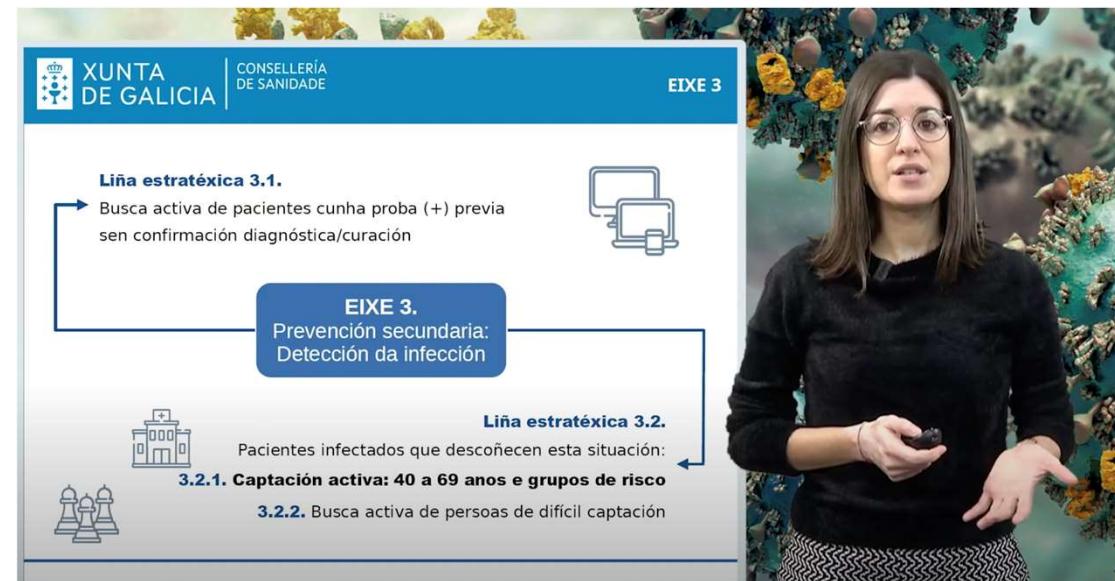 XUNTA
DE GALICIA
CONSELLERÍA
DE SANIDADE
EIXE 3
Liña estratéxica 3.1.
Busca activa de pacientes cunha proba (+) previa
sen confirmación diagnóstica/curación
EIXE 3.
Prevención secundaria:
Detección da infección
Liña estratéxica 3.2.
Pacientes infectados que descoñecen esta situación:
3.2.1. Captación activa: 40 a 69 anos e grupos de risco
3.2.2. Busca activa de persoas de difícil captación